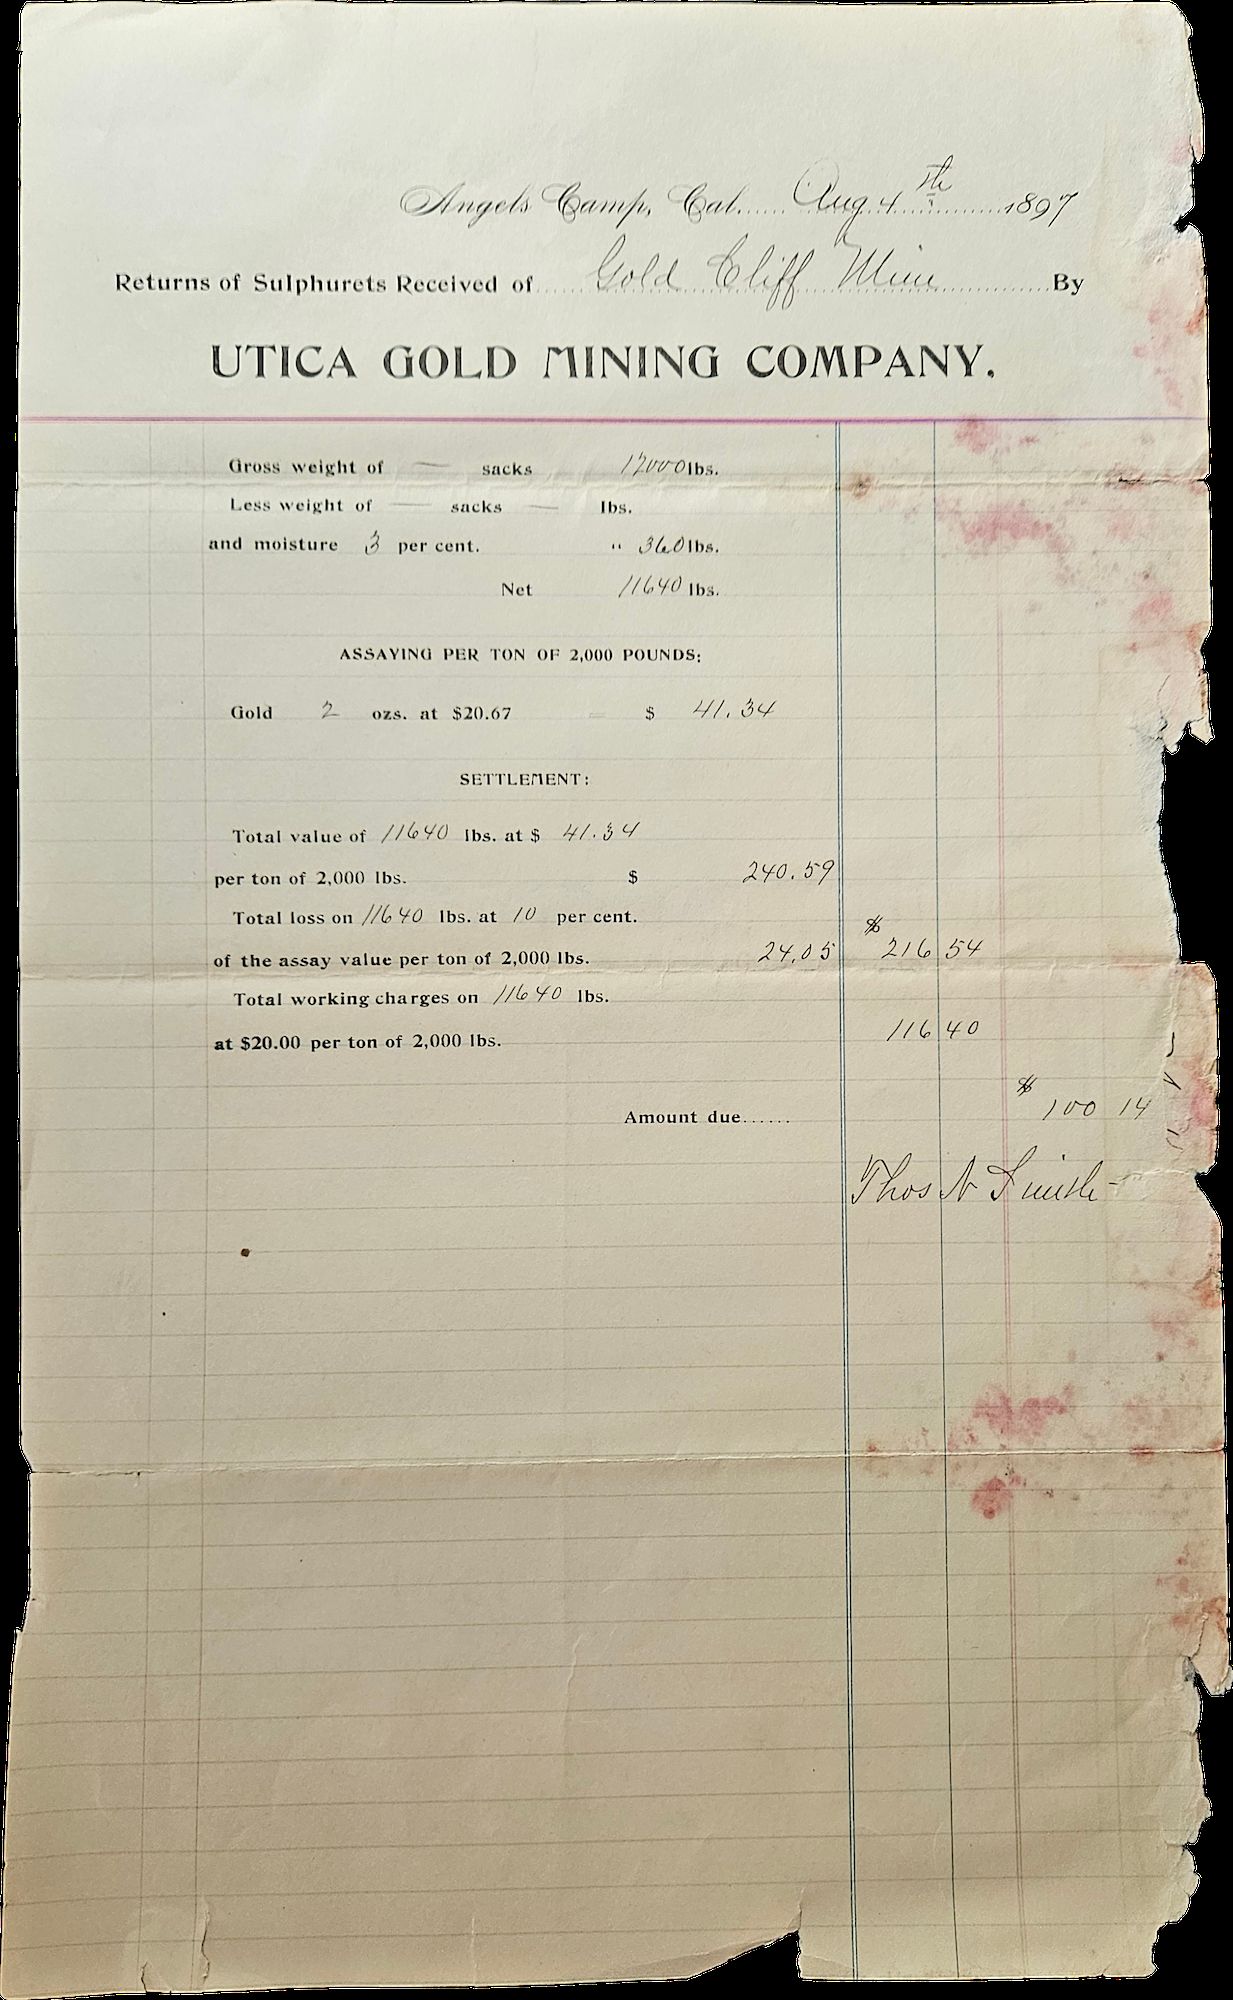 Angels Camp, Cal...... Aug 4th 1897
Returns of Sulphurets Received of Gold Cliff Mine By
UTICA GOLD MINING COMPANY.
Gross weight of — sacks 12000 lbs.
Less weight of — sacks — lbs.
and moisture 3 per cent. " 360 lbs.
Net 11640 lbs.
ASSAYING PER TON OF 2,000 POUNDS:
Gold 2 ozs. at $20.67 = $ 41.34
SETTLEMENT:
Total value of 11640 lbs. at $ 41.34
per ton of 2,000 lbs. $ 240.59
Total loss on 11640 lbs. at 10 per cent.
of the assay value per ton of 2,000 lbs. 24.05 $ 216 54
Total working charges on 11640 lbs.
at $20.00 per ton of 2,000 lbs. 116 40
Amount due...... $ 100 14
Thos N